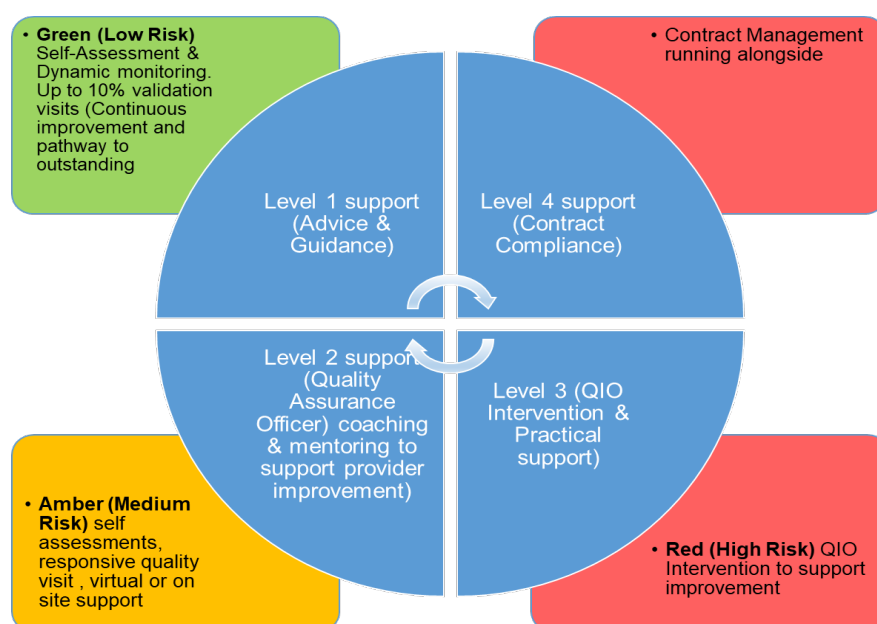 • Green (Low Risk)
Self-Assessment &
Dynamic monitoring.
Up to 10% validation
visits (Continuous
improvement and
pathway to
outstanding
• Contract Management
running alongside
Level 1 support
(Advice &
Guidance)
Level 4 support
(Contract
Compliance)
Level 2 support
(Quality
Assurance
Officer) coaching
& mentoring to
support provider
improvement)
Level 3 (QIO
Intervention &
Practical
support)
• Amber (Medium
Risk) self
assessments,
responsive quality
visit , virtual or on
site support
• Red (High Risk) QIO
Intervention to support
improvement